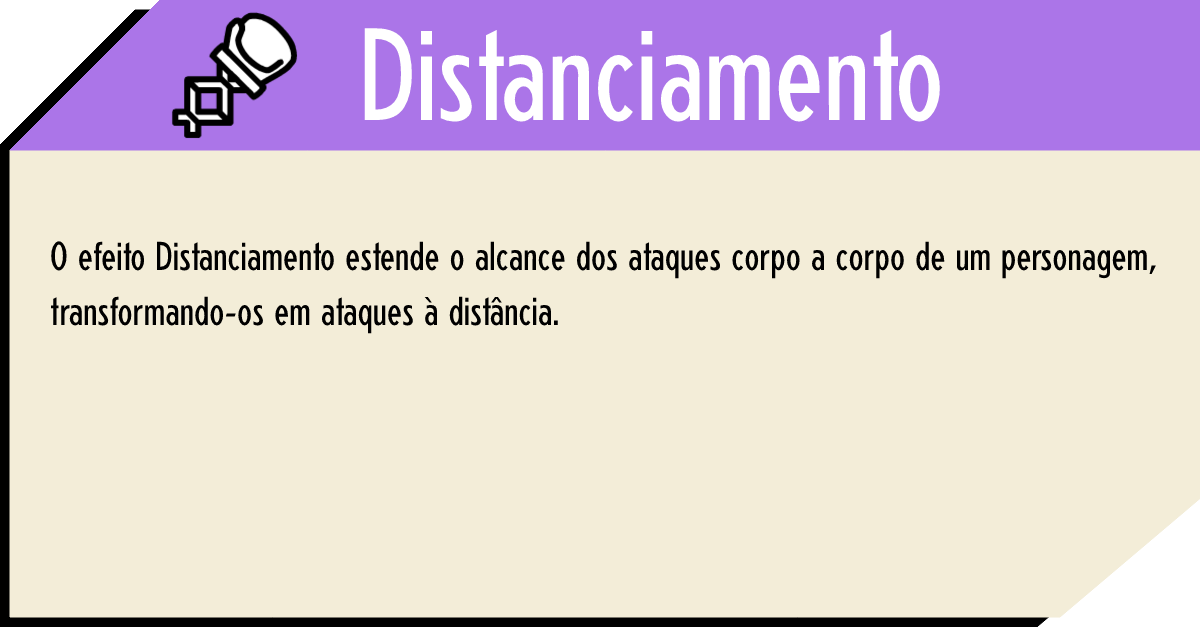 Distanciamento
O efeito Distanciamento estende o alcance dos ataques corpo a corpo de um personagem,
transformando-os em ataques à distância.